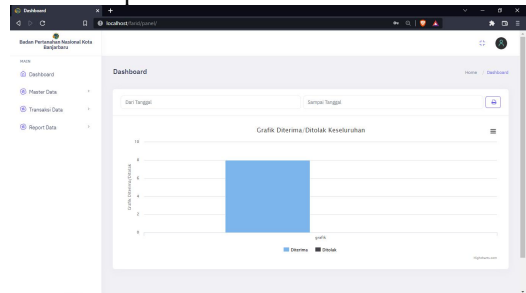 Dashboard
localhost/farid/panel/
Badan Pertanahan Nasional Kota
Banjarbaru
MAIN
Dashboard
Master Data
Transaksi Data
Report Data
Dashboard
Home / Dashboard
Dari Tanggal
Sampai Tanggal
Grafik Diterima/Ditolak Keseluruhan
Grafik Diterima/Ditolak
10
8
6
4
2
0
grafik
Diterima
Ditolak
Highcharts.com